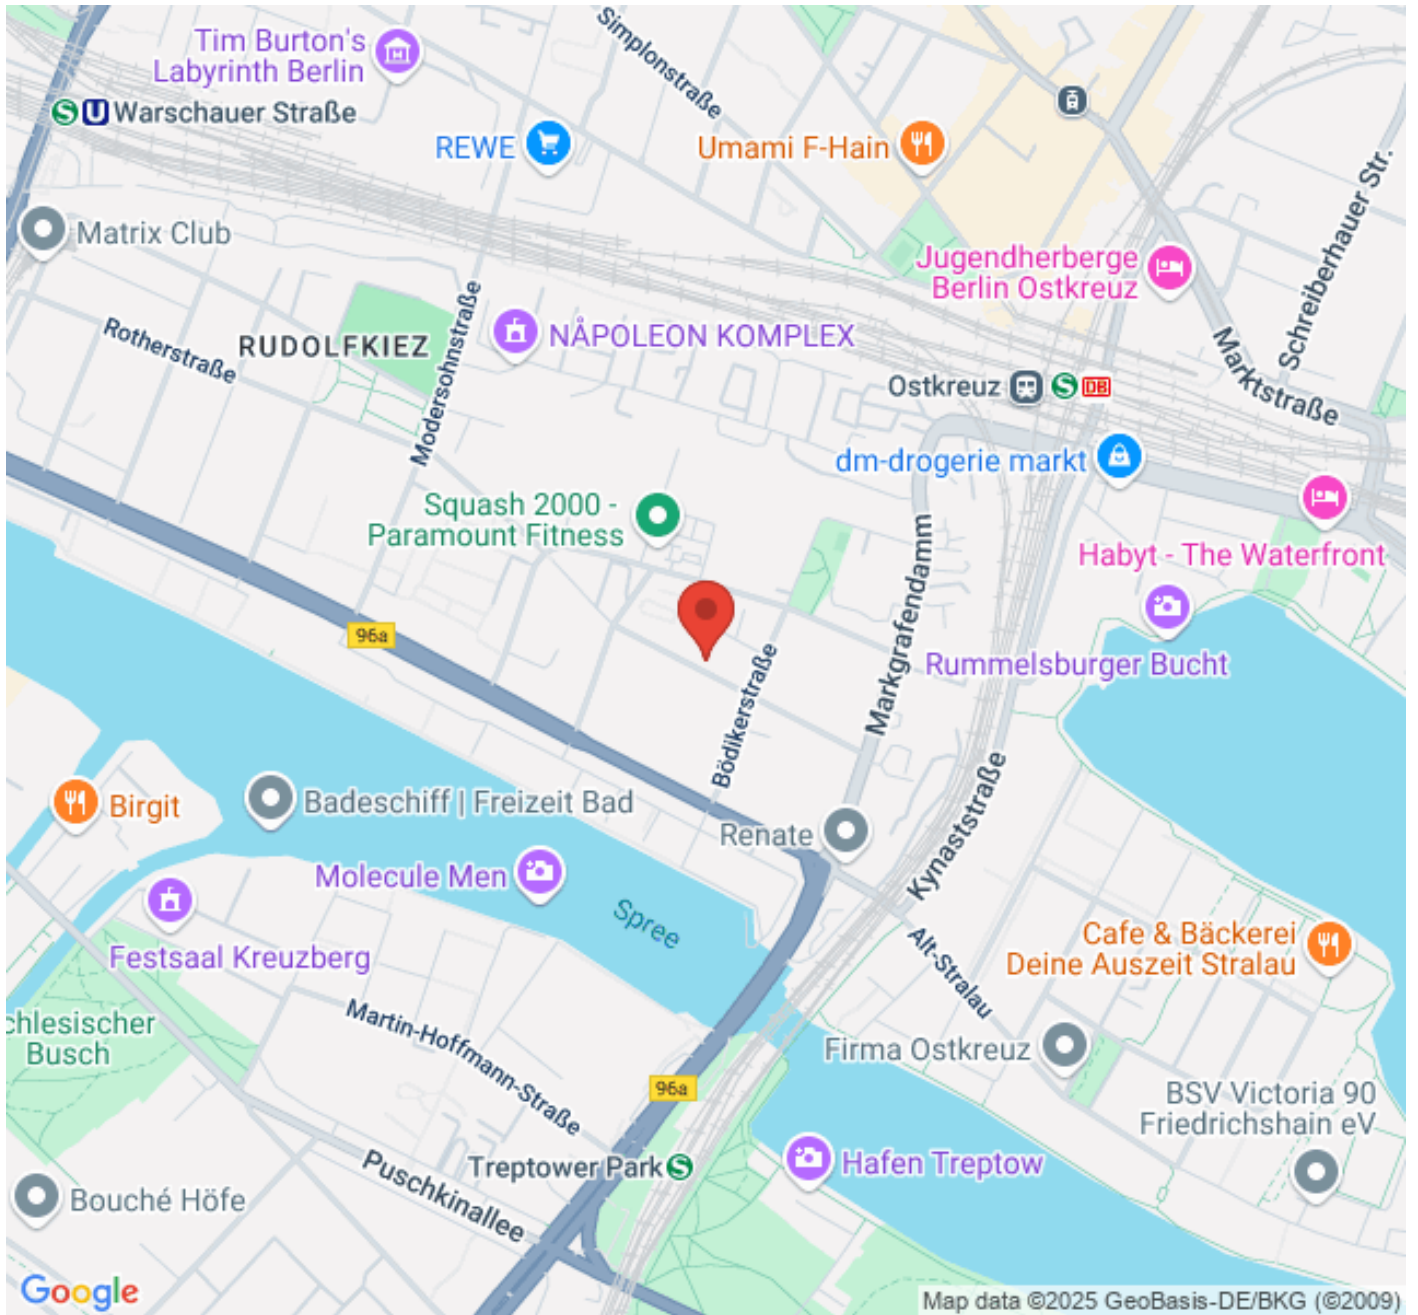 Tim Burton's
Labyrinth Berlin
Simplonstraße
S U Warschauer Straße
REWE
Umami F-Hain
Schreiberhauer Str.
Matrix Club
Jugendherberge
Berlin Ostkreuz
Rotherstraße
RUDOLFKIEZ
Modersohnstraße
NÅPOLEON KOMPLEX
Marktstraße
Ostkreuz S DB
dm-drogerie markt
Squash 2000 -
Paramount Fitness
Markgrafendamm
Habyt - The Waterfront
96a
Rummelsburger Bucht
Bödikerstraße
Birgit
Badeschiff | Freizeit Bad
Renate
Kynaststraße
Molecule Men
Spree
Festsaal Kreuzberg
Alt-Stralau
Cafe & Bäckerei
Deine Auszeit Stralau
chlesischer
Busch
Martin-Hoffmann-Straße
Firma Ostkreuz
96a
BSV Victoria 90
Friedrichshain eV
Treptower Park S
Hafen Treptow
Puschkinallee
Bouché Höfe
Google
Map data ©2025 GeoBasis-DE/BKG (©2009)